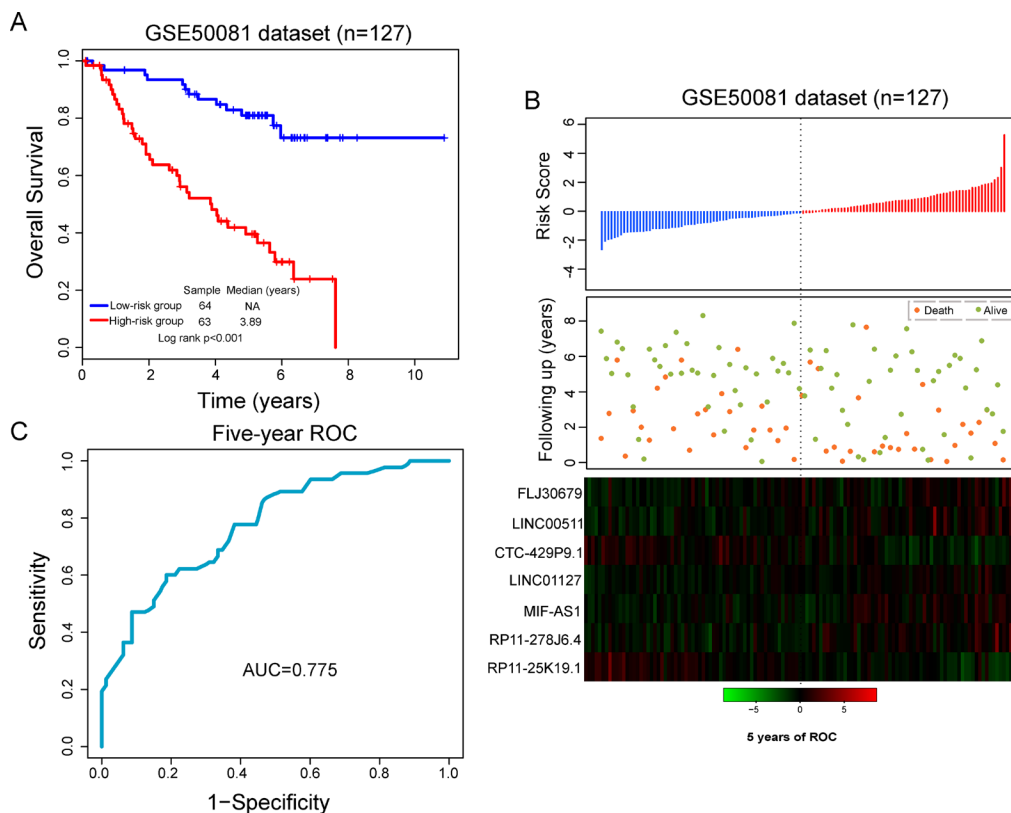 A
GSE50081 dataset (n=127)
Overall Survival
1.0
0.8
0.6
0.4
0.2
0.0
Sample Median (years)
Low-risk group 64 NA
High-risk group 63 3.89
Log rank p<0.001
0 2 4 6 8 10
Time (years)
B
GSE50081 dataset (n=127)
Risk Score
6
4
2
0
-2
-4
Death Alive
Following up (years)
8
6
4
2
0
FLJ30679
LINC00511
CTC-429P9.1
LINC01127
MIF-AS1
RP11-278J6.4
RP11-25K19.1
−5 0 5
5 years of ROC
C
Five-year ROC
Sensitivity
1.0
0.8
0.6
0.4
0.2
0.0
AUC=0.775
0.0 0.2 0.4 0.6 0.8 1.0
1−Specificity